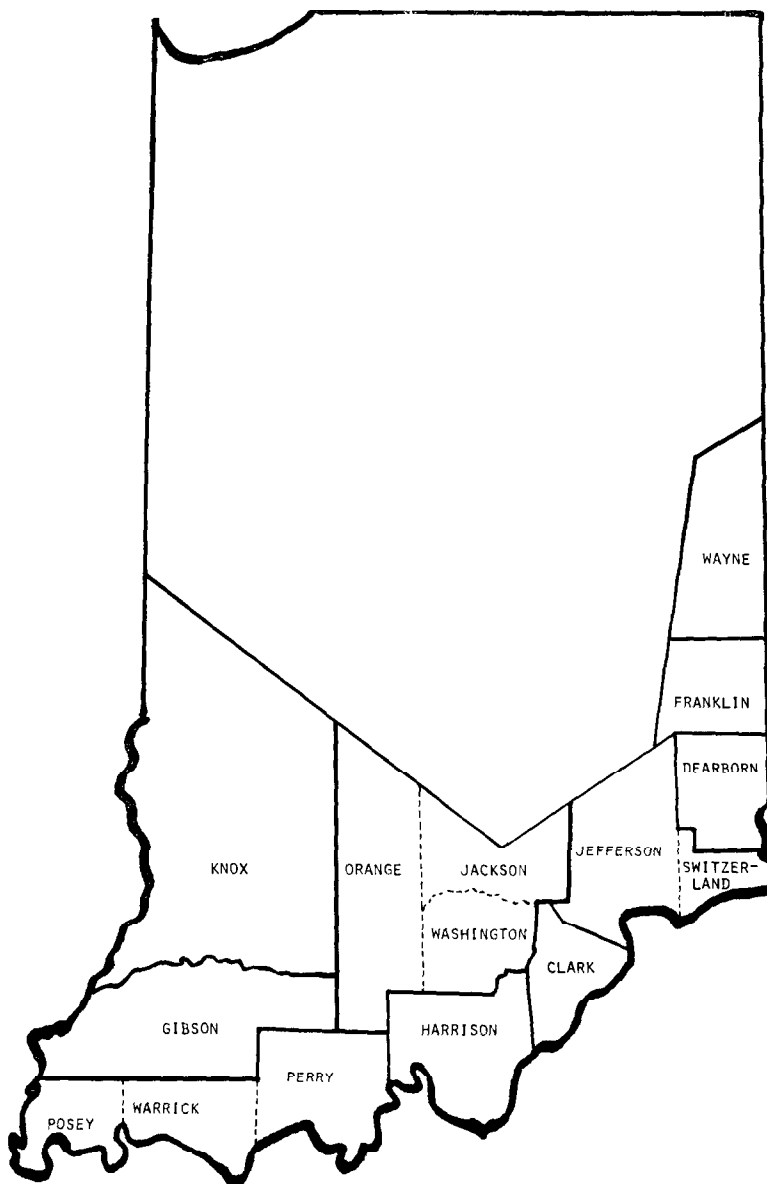 WAYNE
FRANKLIN
DEARBORN
JEFFERSON
SWITZER-
LAND
KNOX
ORANGE
JACKSON
WASHINGTON
CLARK
GIBSON
HARRISON
PERRY
WARRICK
POSEY